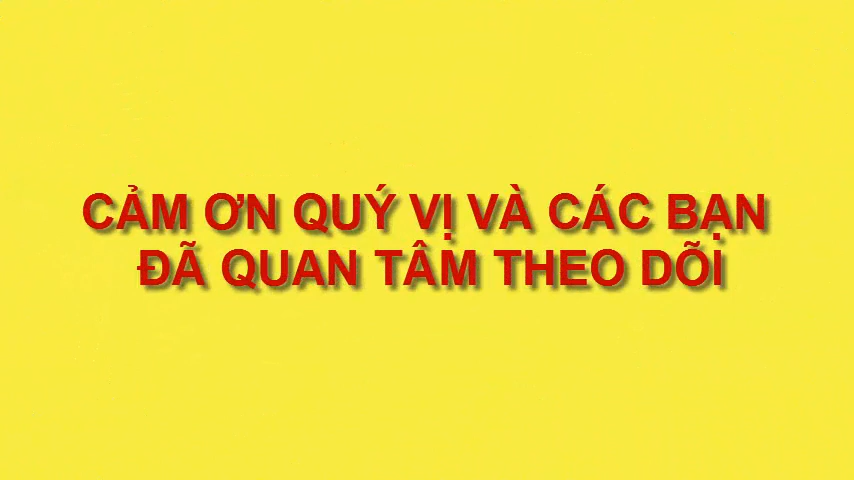 CẢM ƠN QUÝ VỊ VÀ CÁC BẠN
ĐÃ QUAN TÂM THEO DÕI